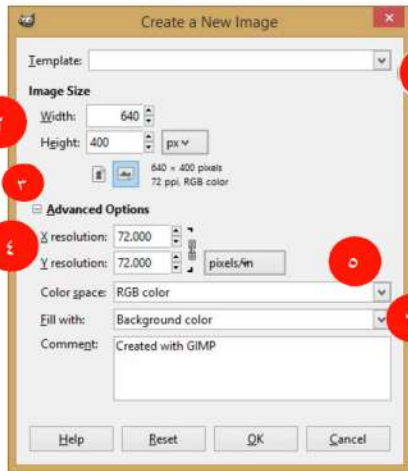 Create a New Image
Template:
Image Size
Width: 640
Height: 400 px
٣
640 × 400 pixels
72 ppi, RGB color
Advanced Options
٤
X resolution: 72.000
Y resolution: 72.000 pixels/in
٥
Color space: RGB color
Fill with: Background color
Comment: Created with GIMP
Help Reset OK Cancel